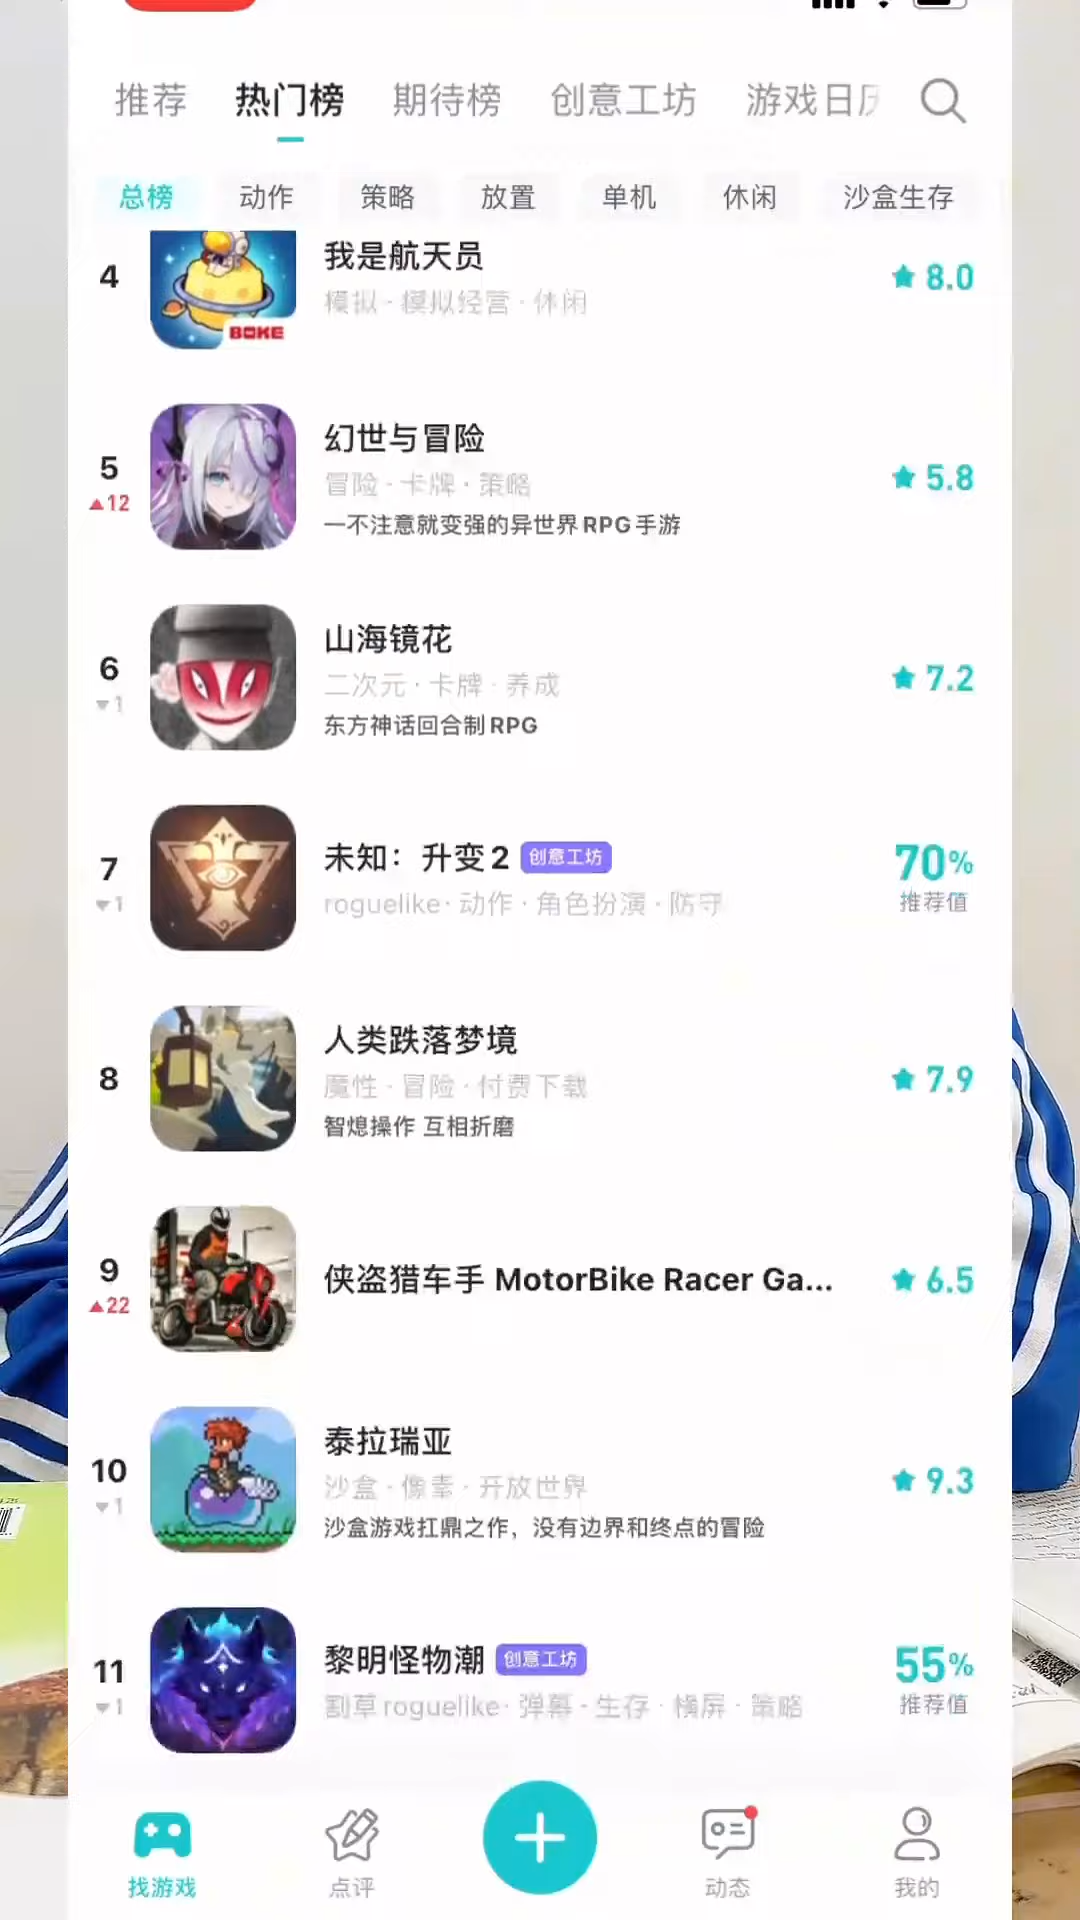 推荐 热门榜 期待榜 创意工坊 游戏日历
总榜 动作 策略 放置 单机 休闲 沙盒生存
4
BOKE
我是航天员
模拟 · 模拟经营 · 休闲
8.0
5
12
幻世与冒险
冒险 · 卡牌 · 策略
一不注意就变强的异世界RPG手游
5.8
6
1
山海镜花
二次元 · 卡牌 · 养成
东方神话回合制RPG
7.2
7
1
未知：升变2 创意工坊
roguelike · 动作 · 角色扮演 · 防守
70%
推荐值
8
人类跌落梦境
魔性 · 冒险 · 付费下载
智熄操作 互相折磨
7.9
9
22
侠盗猎车手 MotorBike Racer Ga...
6.5
10
1
泰拉瑞亚
沙盒 · 像素 · 开放世界
沙盒游戏扛鼎之作，没有边界和终点的冒险
9.3
11
1
黎明怪物潮 创意工坊
割草roguelike · 弹幕 · 生存 · 横屏 · 策略
55%
推荐值
找游戏 点评 动态 我的